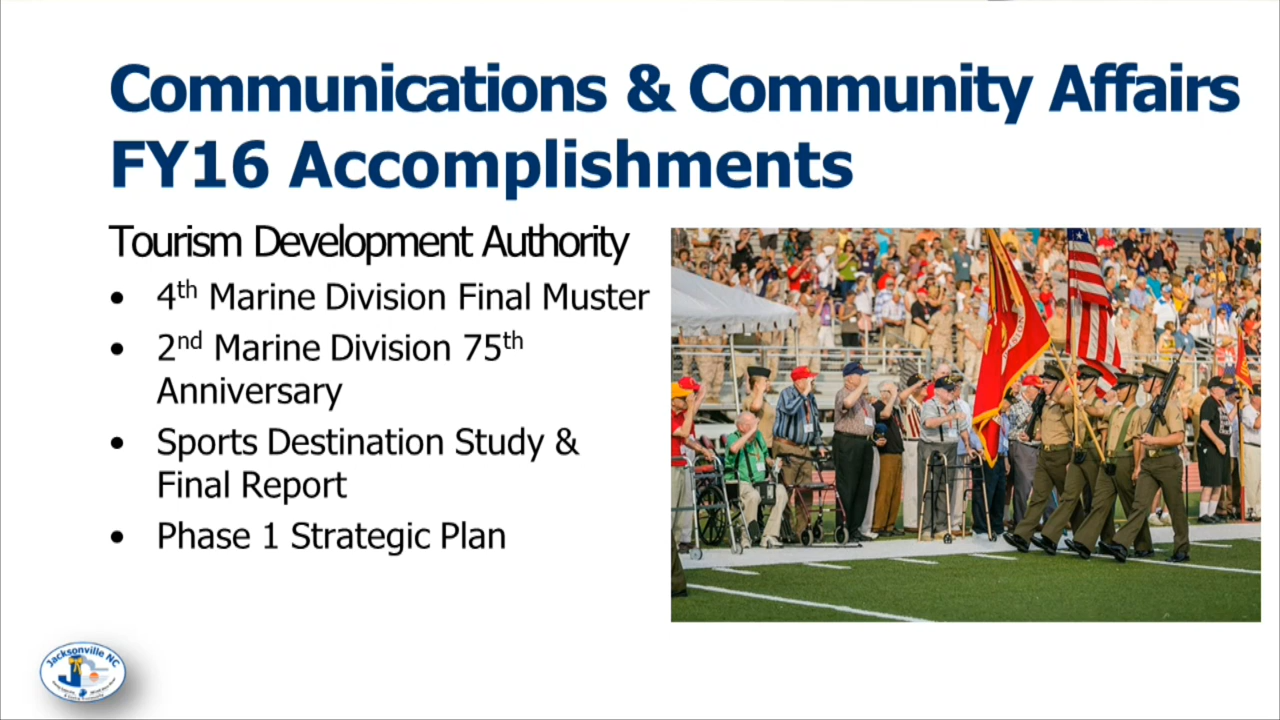 Communications & Community Affairs
FY16 Accomplishments
Tourism Development Authority
• 4th Marine Division Final Muster
• 2nd Marine Division 75th
Anniversary
• Sports Destination Study &
Final Report
• Phase 1 Strategic Plan
Jacksonville NC